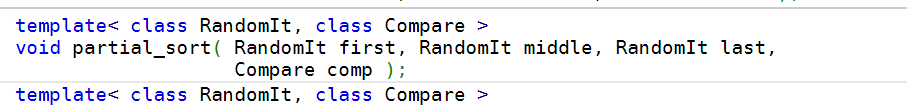 template< class RandomIt, class Compare >
void partial_sort( RandomIt first, RandomIt middle, RandomIt last,
                   Compare comp );
template< class RandomIt, class Compare >